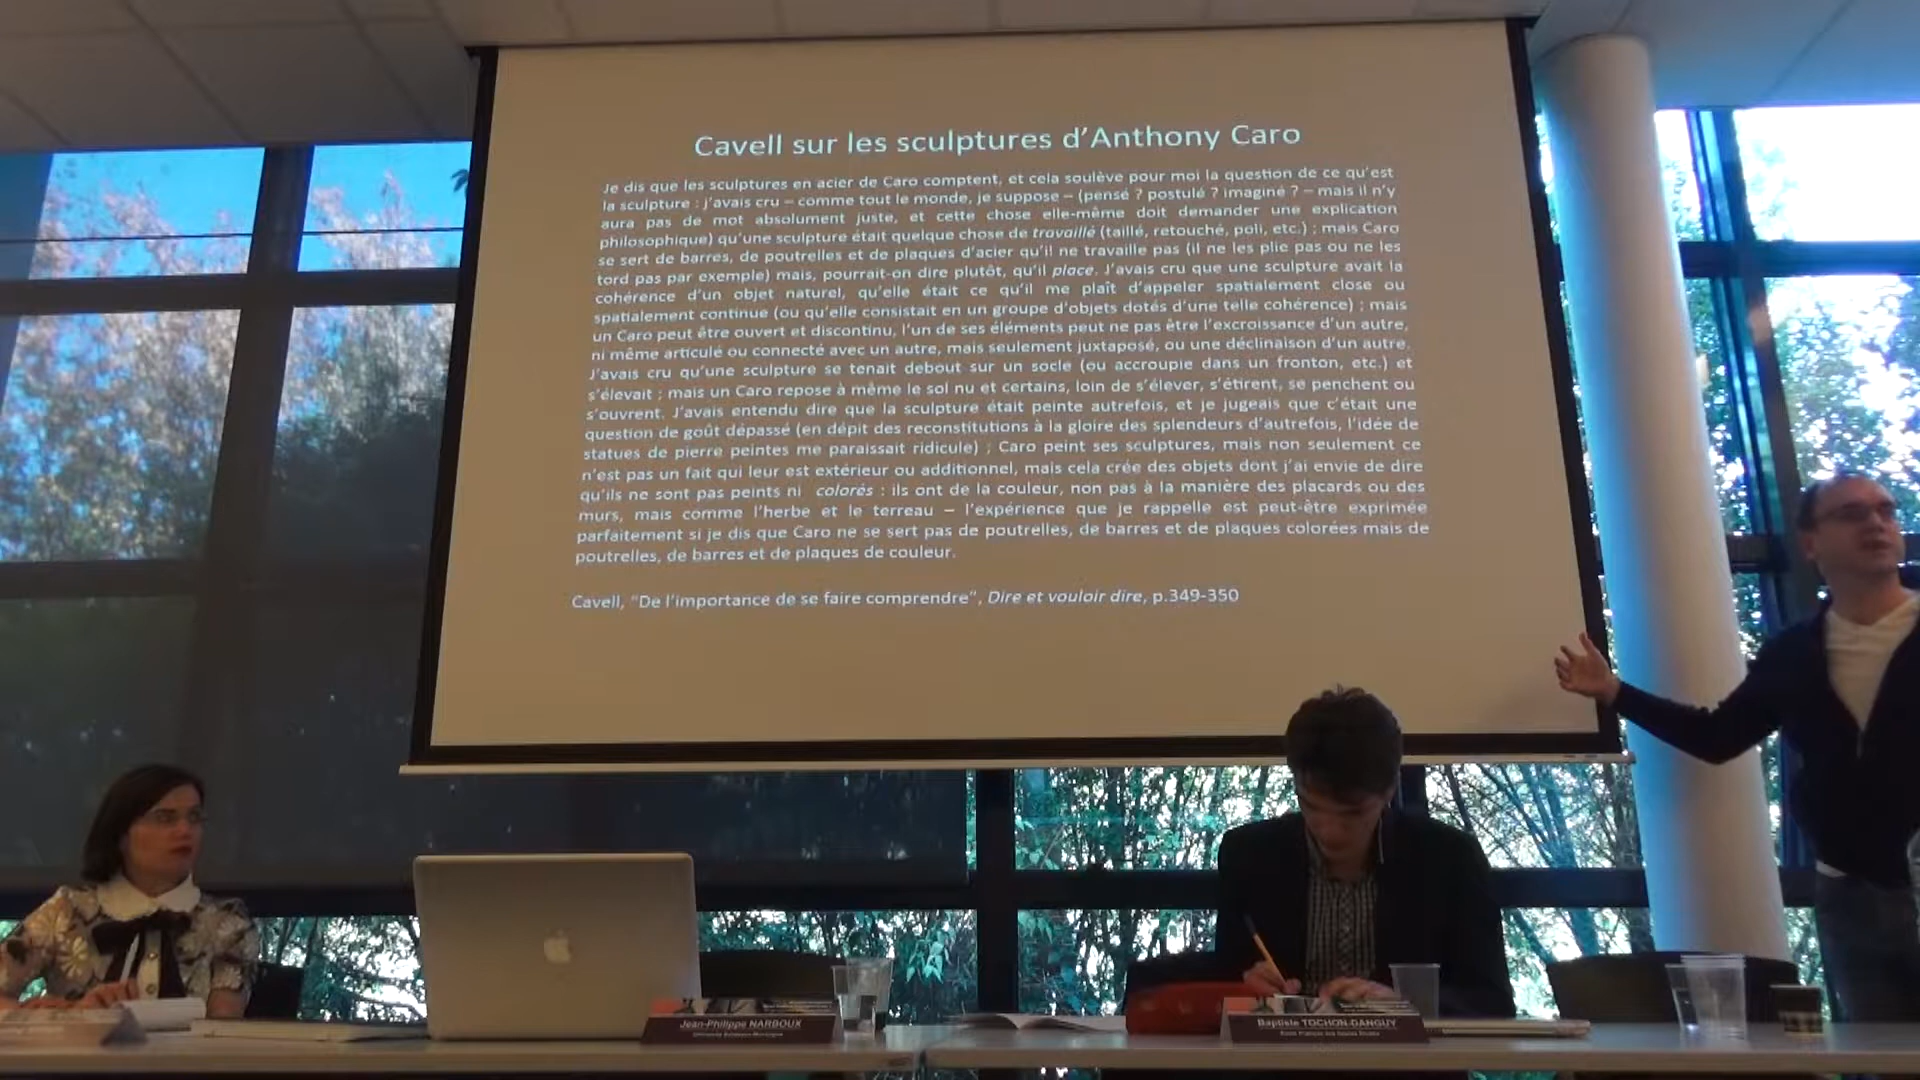 Cavell sur les sculptures d'Anthony Caro
Je dis que les sculptures en acier de Caro comptent, et cela soulève pour moi la question de ce qu'est
la sculpture : j'avais cru – comme tout le monde, je suppose – (pensé ? postulé ? imaginé ? – mais il n'y
aura pas de mot absolument juste, et cette chose elle-même doit demander une explication
philosophique) qu'une sculpture était quelque chose de travaillé (taillé, retouché, poli, etc.) ; mais Caro
se sert de barres, de poutrelles et de plaques d'acier qu'il ne travaille pas (il ne les plie pas ou ne les
tord pas par exemple) mais, pourrait-on dire plutôt, qu'il place. J'avais cru que une sculpture avait la
cohérence d'un objet naturel, qu'elle était ce qu'il me plaît d'appeler spatialement close ou
spatialement continue (ou qu'elle consistait en un groupe d'objets dotés d'une telle cohérence) ; mais
un Caro peut être ouvert et discontinu, l'un de ses éléments peut ne pas être l'excroissance d'un autre,
ni même articulé ou connecté avec un autre, mais seulement juxtaposé, ou une déclinaison d'un autre.
J'avais cru qu'une sculpture se tenait debout sur un socle (ou accroupie dans un fronton, etc.) et
s'élevait ; mais un Caro repose à même le sol nu et certains, loin de s'élever, s'étirent, se penchent ou
s'ouvrent. J'avais entendu dire que la sculpture était peinte autrefois, et je jugeais que c'était une
question de goût dépassé (en dépit des reconstitutions à la gloire des splendeurs d'autrefois, l'idée de
statues de pierre peintes me paraissait ridicule) ; Caro peint ses sculptures, mais non seulement ce
n'est pas un fait qui leur est extérieur ou additionnel, mais cela crée des objets dont j'ai envie de dire
qu'ils ne sont pas peints ni colorés : ils ont de la couleur, non pas à la manière des placards ou des
murs, mais comme l'herbe et le terreau – l'expérience que je rappelle est peut-être exprimée
parfaitement si je dis que Caro ne se sert pas de poutrelles, de barres et de plaques colorées mais de
poutrelles, de barres et de plaques de couleur.
Cavell, "De l'importance de se faire comprendre", Dire et vouloir dire, p.349-350
Jean-Philippe NARBOUX
Baptiste TOCHON-DANGUY